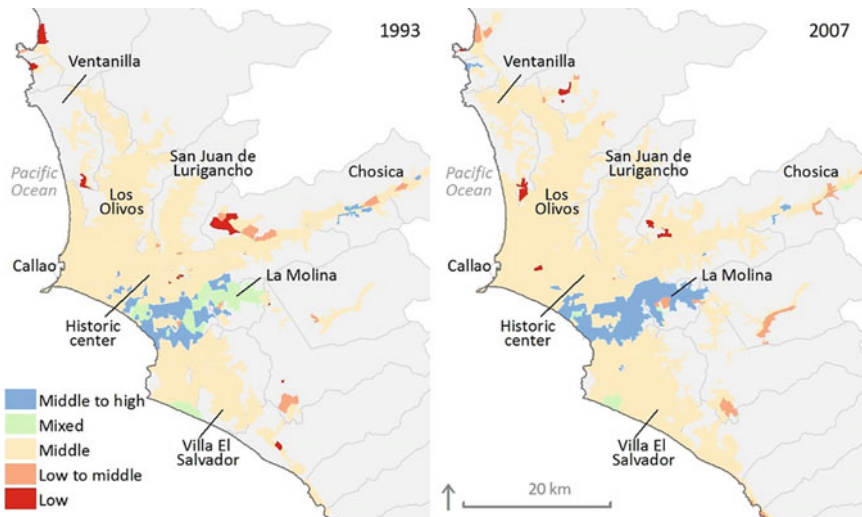 1993
Ventanilla
San Juan de
Lurigancho
Chosica
Pacific
Ocean
Los
Olivos
Callao
La Molina
Historic
center
Villa El
Salvador
Middle to high
Mixed
Middle
Low to middle
Low
2007
Ventanilla
San Juan de
Lurigancho
Chosica
Pacific
Ocean
Los
Olivos
Callao
La Molina
Historic
center
Villa El
Salvador
20 km